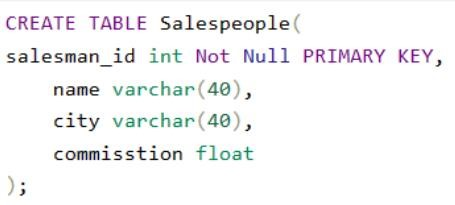 CREATE TABLE Salespeople(
salesman_id int Not Null PRIMARY KEY,
name varchar(40),
city varchar(40),
commisstion float
);